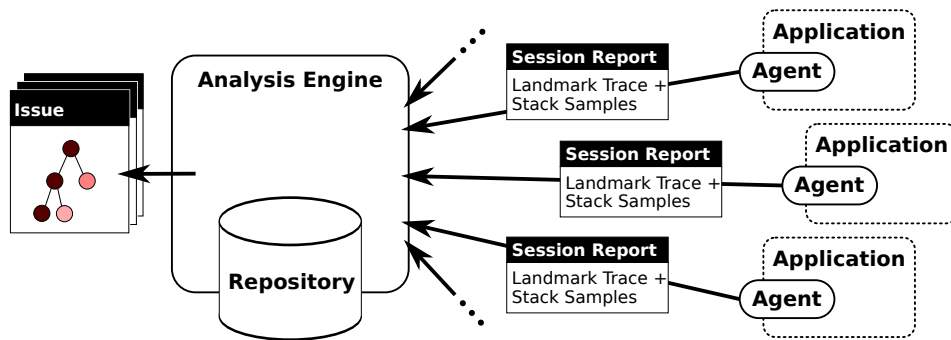 Issue
Analysis Engine
Repository
Session Report
Landmark Trace +
Stack Samples
Application
Agent
Session Report
Landmark Trace +
Stack Samples
Application
Agent
Session Report
Landmark Trace +
Stack Samples
Application
Agent